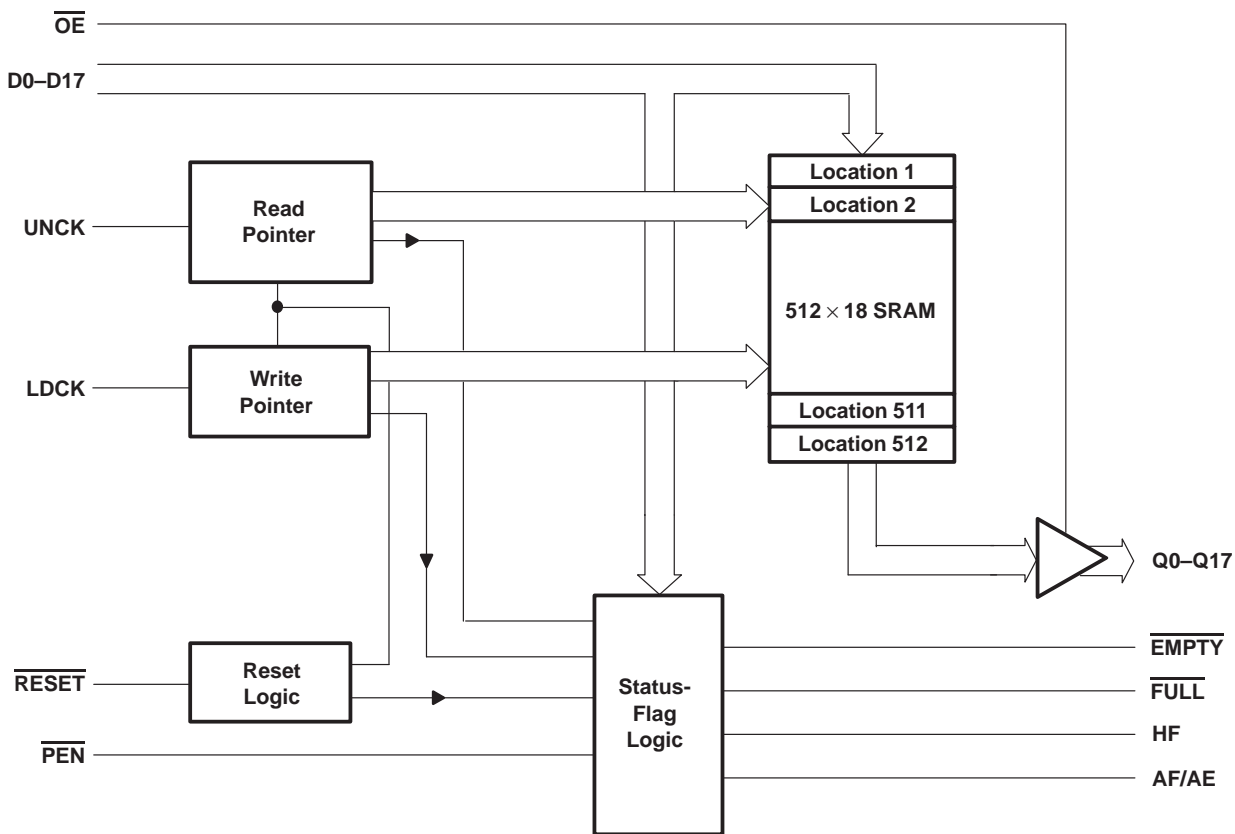 OE
D0–D17
Location 1
Location 2
Read
Pointer
UNCK
512 × 18 SRAM
Write
Pointer
LDCK
Location 511
Location 512
Q0–Q17
Reset
Logic
RESET
Status-
Flag
Logic
EMPTY
FULL
HF
AF/AE
PEN